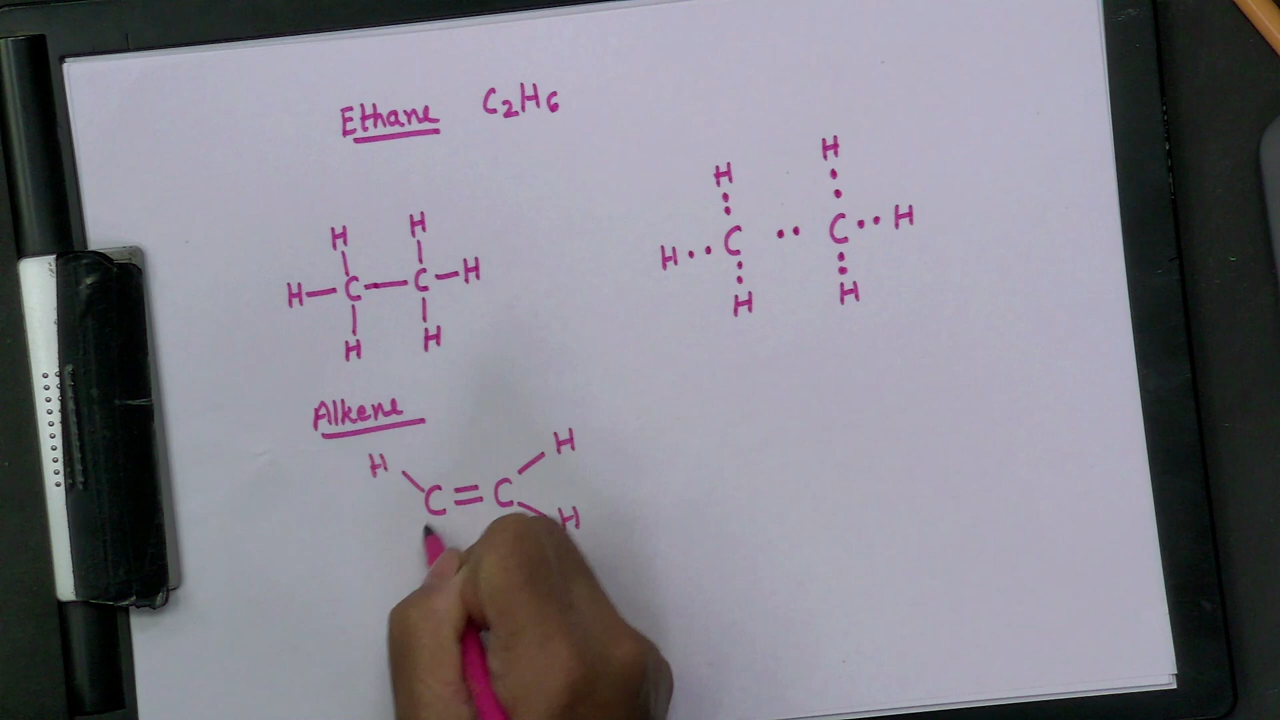 Ethane C2H6
H H
H–C–C–H
H H
H H
H··C··C··H
H H
Alkene
H H
C=C
H